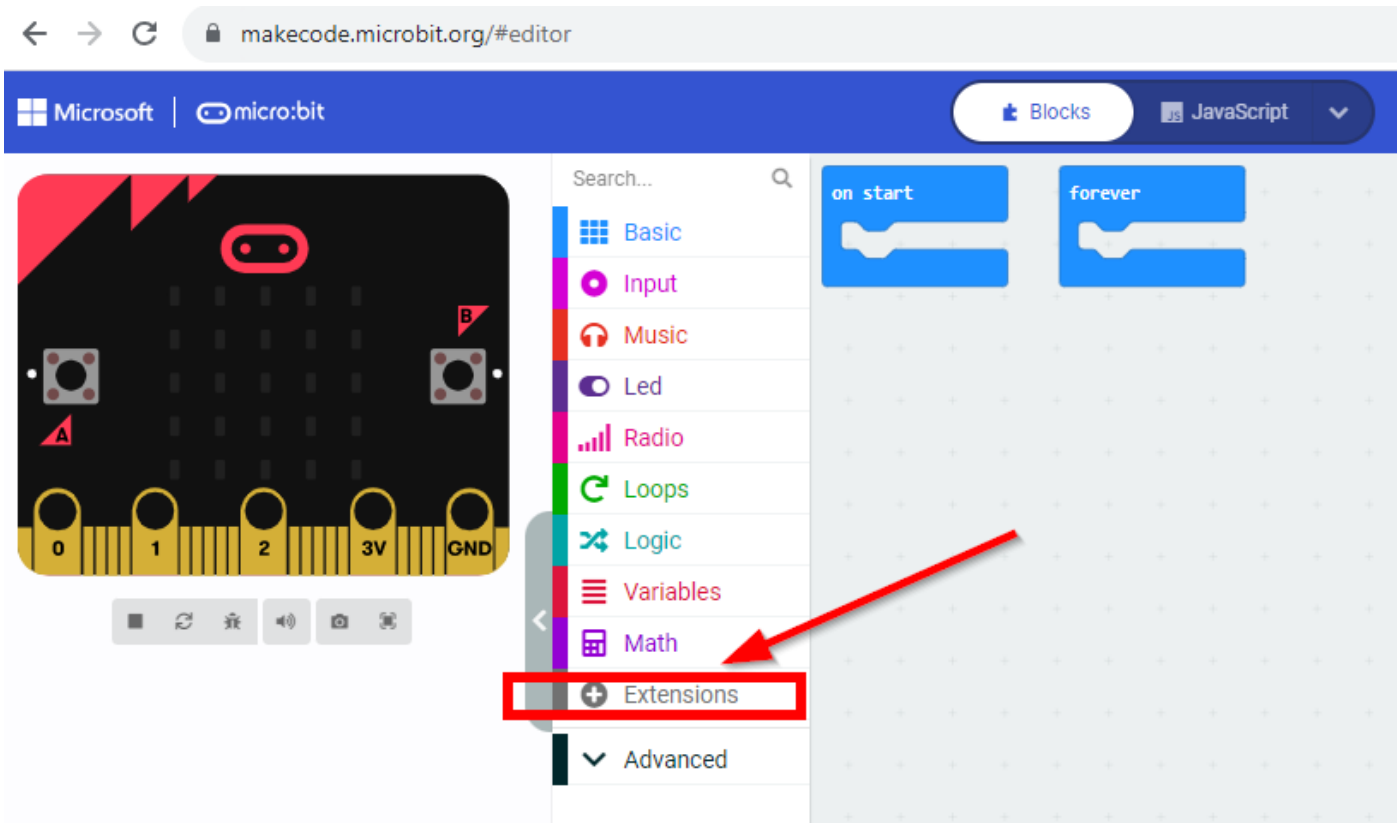 makecode.microbit.org/#editor
Microsoft
micro:bit
Blocks
JS
JavaScript
Search...
Basic
Input
Music
Led
Radio
Loops
Logic
Variables
Math
Extensions
Advanced
on start
forever
B
A
0 1 2 3V GND